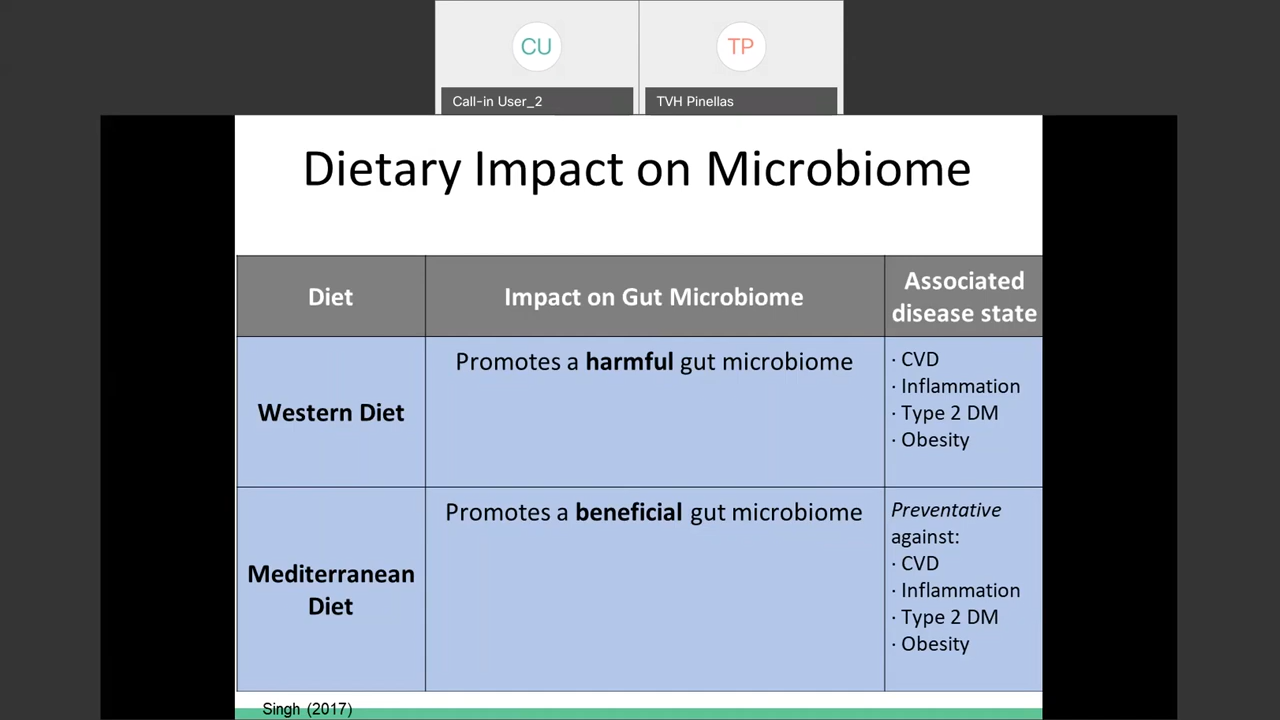 CU
TP
Call-in User_2
TVH Pinellas
Dietary Impact on Microbiome
Diet
Impact on Gut Microbiome
Associated
disease state
Western Diet
Promotes a harmful gut microbiome
· CVD
· Inflammation
· Type 2 DM
· Obesity
Mediterranean
Diet
Promotes a beneficial gut microbiome
Preventative
against:
· CVD
· Inflammation
· Type 2 DM
· Obesity
Singh (2017)